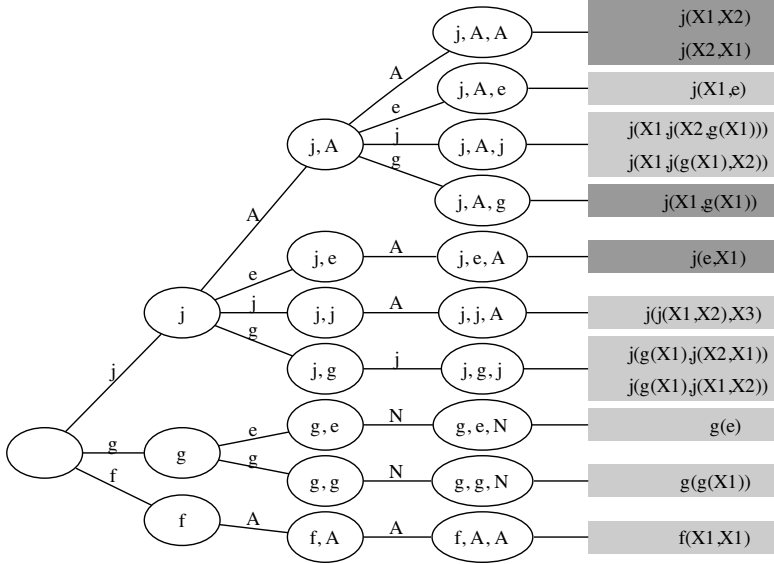 j, A, A
j(X1,X2)
j(X2,X1)
A
j, A, e
j(X1,e)
e
j, A
j
j, A, j
j(X1,j(X2,g(X1)))
j(X1,j(g(X1),X2))
g
j, A, g
j(X1,g(X1))
A
j, e
A
j, e, A
j(e,X1)
e
j
j
j, j
A
j, j, A
j(j(X1,X2),X3)
g
j, g
j
j, g, j
j(g(X1),j(X2,X1))
j(g(X1),j(X1,X2))
j
g, e
N
g, e, N
g(e)
e
g
g
g
g, g
N
g, g, N
g(g(X1))
f
f
A
f, A
A
f, A, A
f(X1,X1)